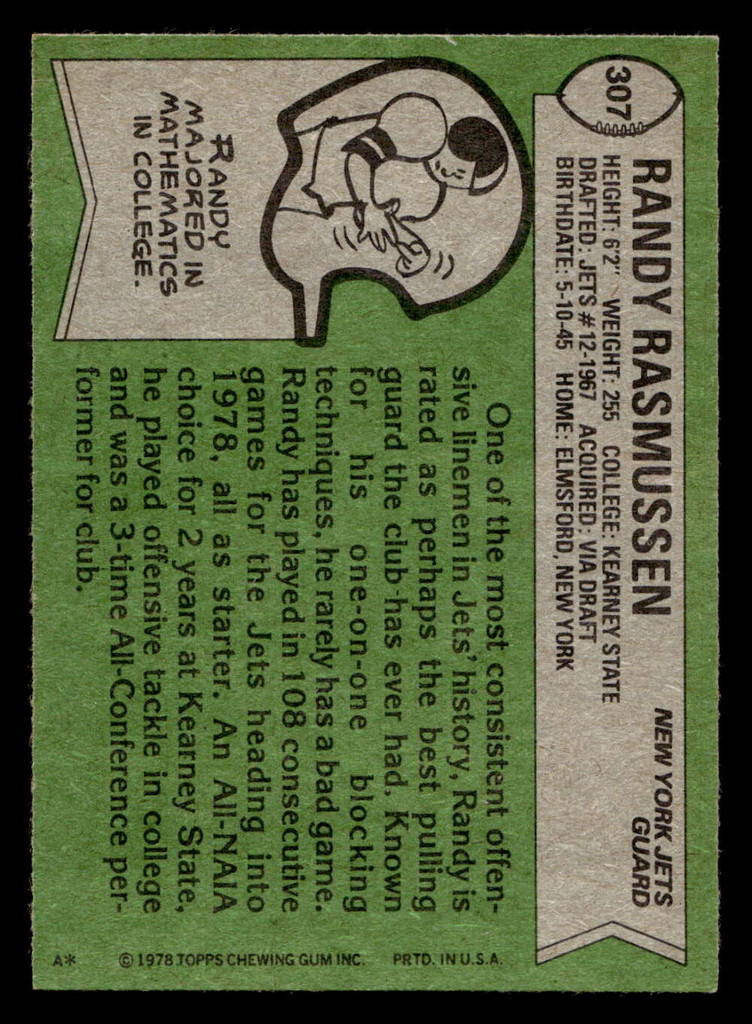 307
RANDY RASMUSSEN
NEW YORK JETS
GUARD
HEIGHT: 6'2" WEIGHT: 255 COLLEGE: KEARNEY STATE
DRAFTED: JETS #12-1967 ACQUIRED: VIA DRAFT
BIRTHDATE: 5-10-45 HOME: ELMSFORD, NEW YORK
RANDY
MAJORED IN
MATHEMATICS
IN COLLEGE.
One of the most consistent offen-
sive linemen in Jets' history, Randy is
rated as perhaps the best pulling
guard the club has ever had. Known
for his one-on-one blocking
techniques, he rarely has a bad game.
Randy has played in 108 consecutive
games for the Jets heading into
1978, all as starter. An All-NAIA
choice for 2 years at Kearney State,
he played offensive tackle in college
and was a 3-time All-Conference per-
former for club.
A* © 1978 TOPPS CHEWING GUM INC. PRTD. IN U.S.A.